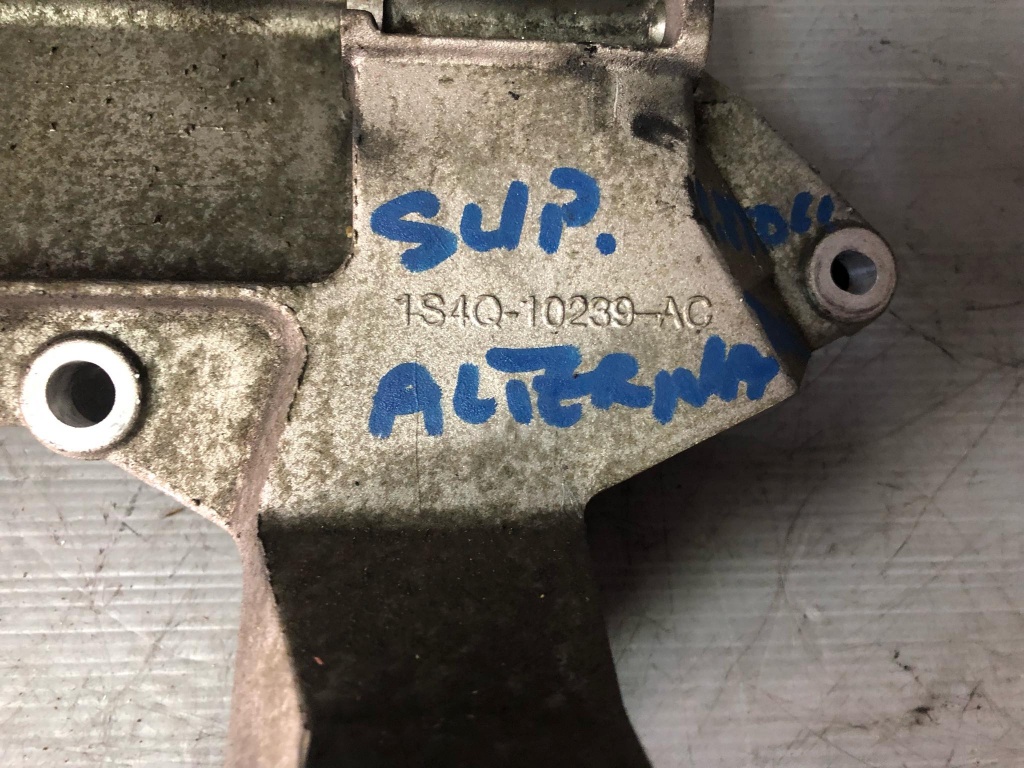 SUP.
1S4Q-10239-AC
ALTERNA